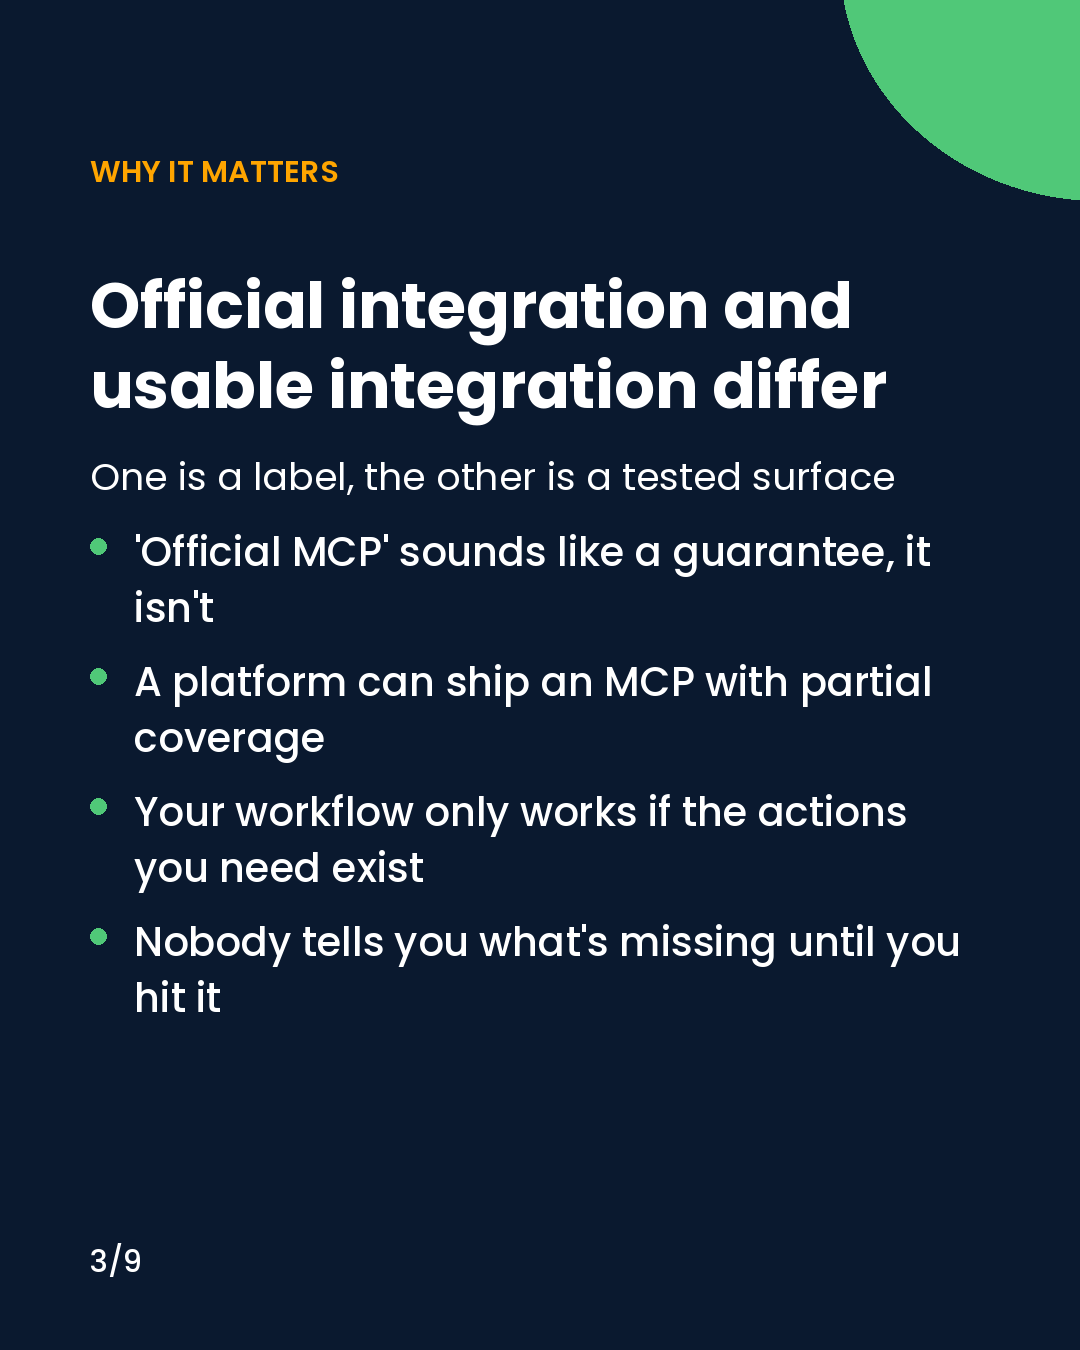 WHY IT MATTERS
Official integration and
usable integration differ
One is a label, the other is a tested surface
'Official MCP' sounds like a guarantee, it
isn't
A platform can ship an MCP with partial
coverage
Your workflow only works if the actions
you need exist
Nobody tells you what's missing until you
hit it
3/9